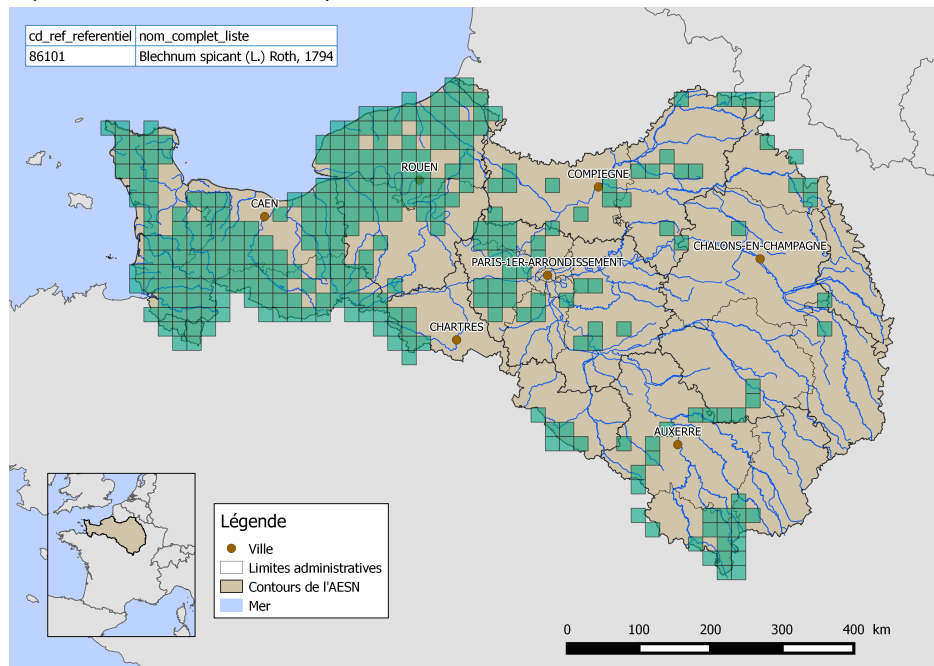 cd_ref_referentiel nom_complet_liste
86101 Blechnum spicant (L.) Roth, 1794
ROUEN
COMPIEGNE
CAEN
CHALONS-EN-CHAMPAGNE
PARIS-1ER-ARRONDISSEMENT
CHARTRES
AUXERRE
Légende
Ville
Limites administratives
Contours de l'AESN
Mer
0 100 200 300 400 km